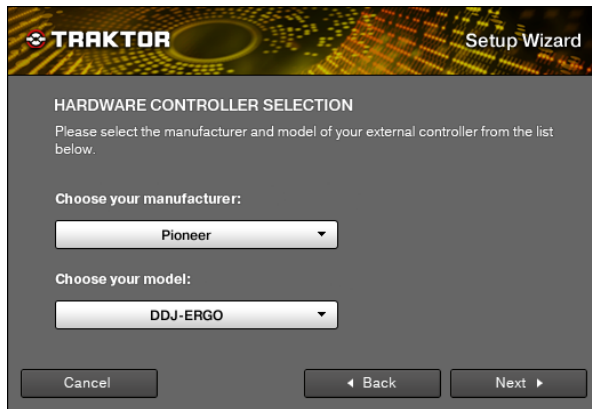 TRAKTOR
Setup Wizard
HARDWARE CONTROLLER SELECTION
Please select the manufacturer and model of your external controller from the list
below.
Choose your manufacturer:
Pioneer
Choose your model:
DDJ-ERGO
Cancel
Back
Next